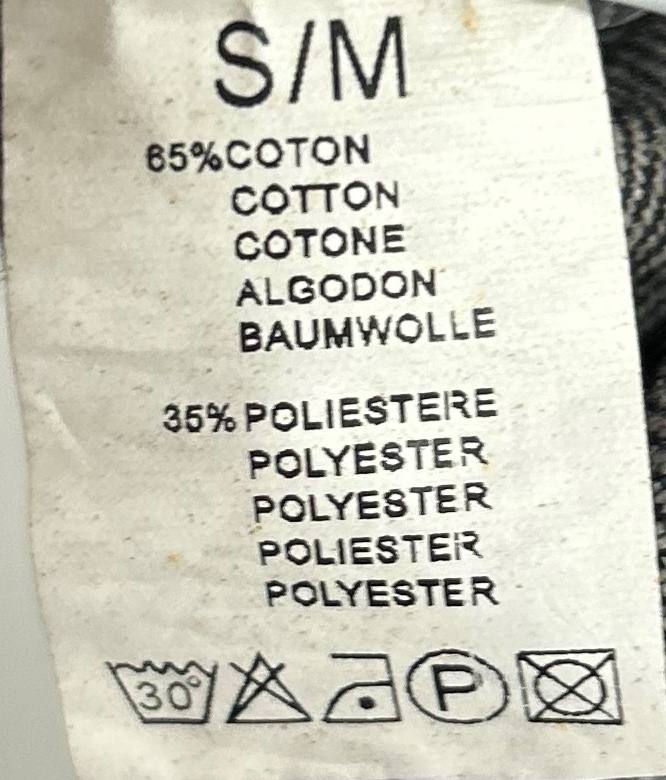 S/M
65%COTON
COTTON
COTONE
ALGODON
BAUMWOLLE
35% POLIESTERE
POLYESTER
POLYESTER
POLIESTER
POLYESTER
30° P